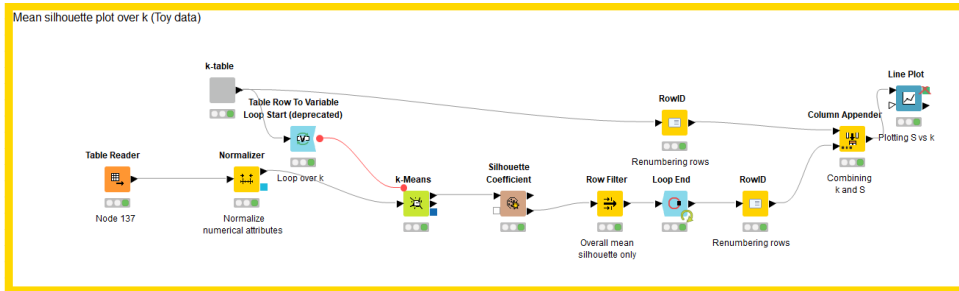 Mean silhouette plot over k (Toy data)
k-table
Table Row To Variable
Loop Start (deprecated)
Loop over k
Table Reader
Node 137
Normalizer
Normalize
numerical attributes
k-Means
Silhouette
Coefficient
Row Filter
Overall mean
silhouette only
Loop End
RowID
Renumbering rows
RowID
Renumbering rows
Column Appender
Combining
k and S
Line Plot
Plotting S vs k